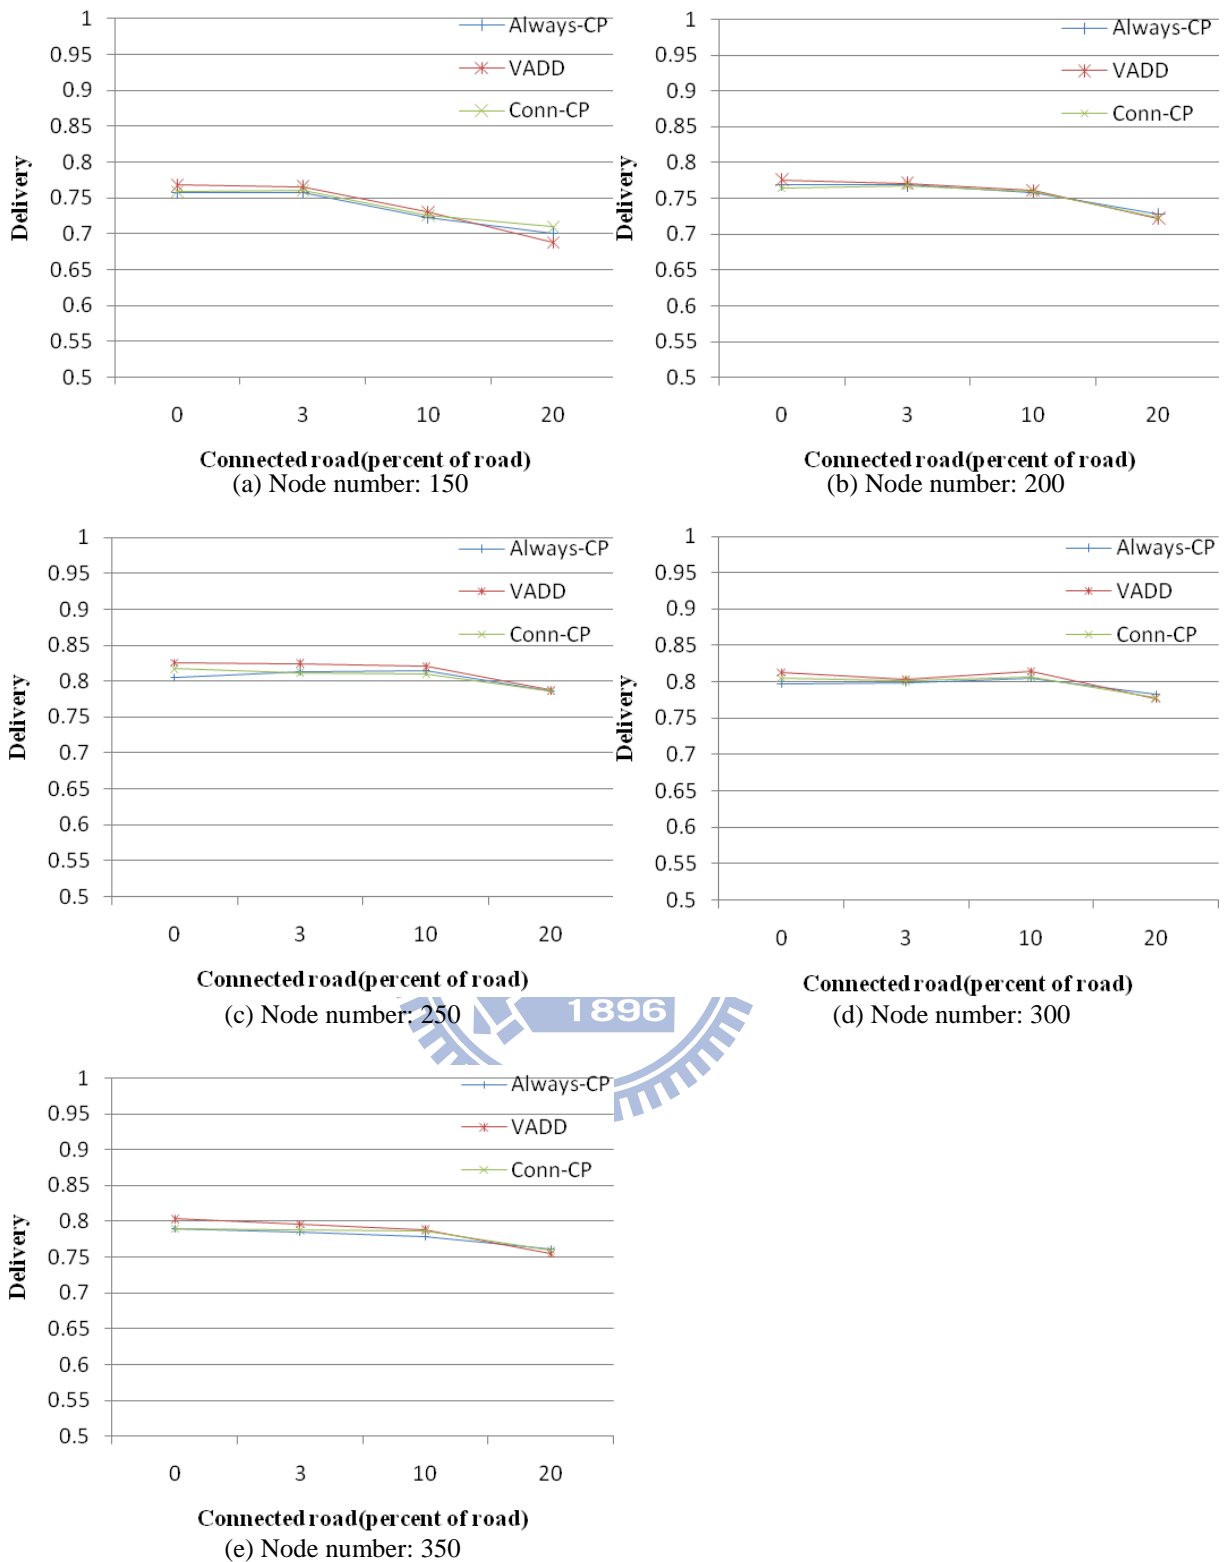 1
0.95
0.9
0.85
0.8
0.75
0.7
0.65
0.6
0.55
0.5
Delivery
Always-CP
VADD
Conn-CP
0 3 10 20
Connected road(percent of road)
(a) Node number: 150
1
0.95
0.9
0.85
0.8
0.75
0.7
0.65
0.6
0.55
0.5
Delivery
Always-CP
VADD
Conn-CP
0 3 10 20
Connected road(percent of road)
(b) Node number: 200
1
0.95
0.9
0.85
0.8
0.75
0.7
0.65
0.6
0.55
0.5
Delivery
Always-CP
VADD
Conn-CP
0 3 10 20
Connected road(percent of road)
(c) Node number: 250
1
0.95
0.9
0.85
0.8
0.75
0.7
0.65
0.6
0.55
0.5
Delivery
Always-CP
VADD
Conn-CP
0 3 10 20
Connected road(percent of road)
(d) Node number: 300
1896
1
0.95
0.9
0.85
0.8
0.75
0.7
0.65
0.6
0.55
0.5
Delivery
Always-CP
VADD
Conn-CP
0 3 10 20
Connected road(percent of road)
(e) Node number: 350